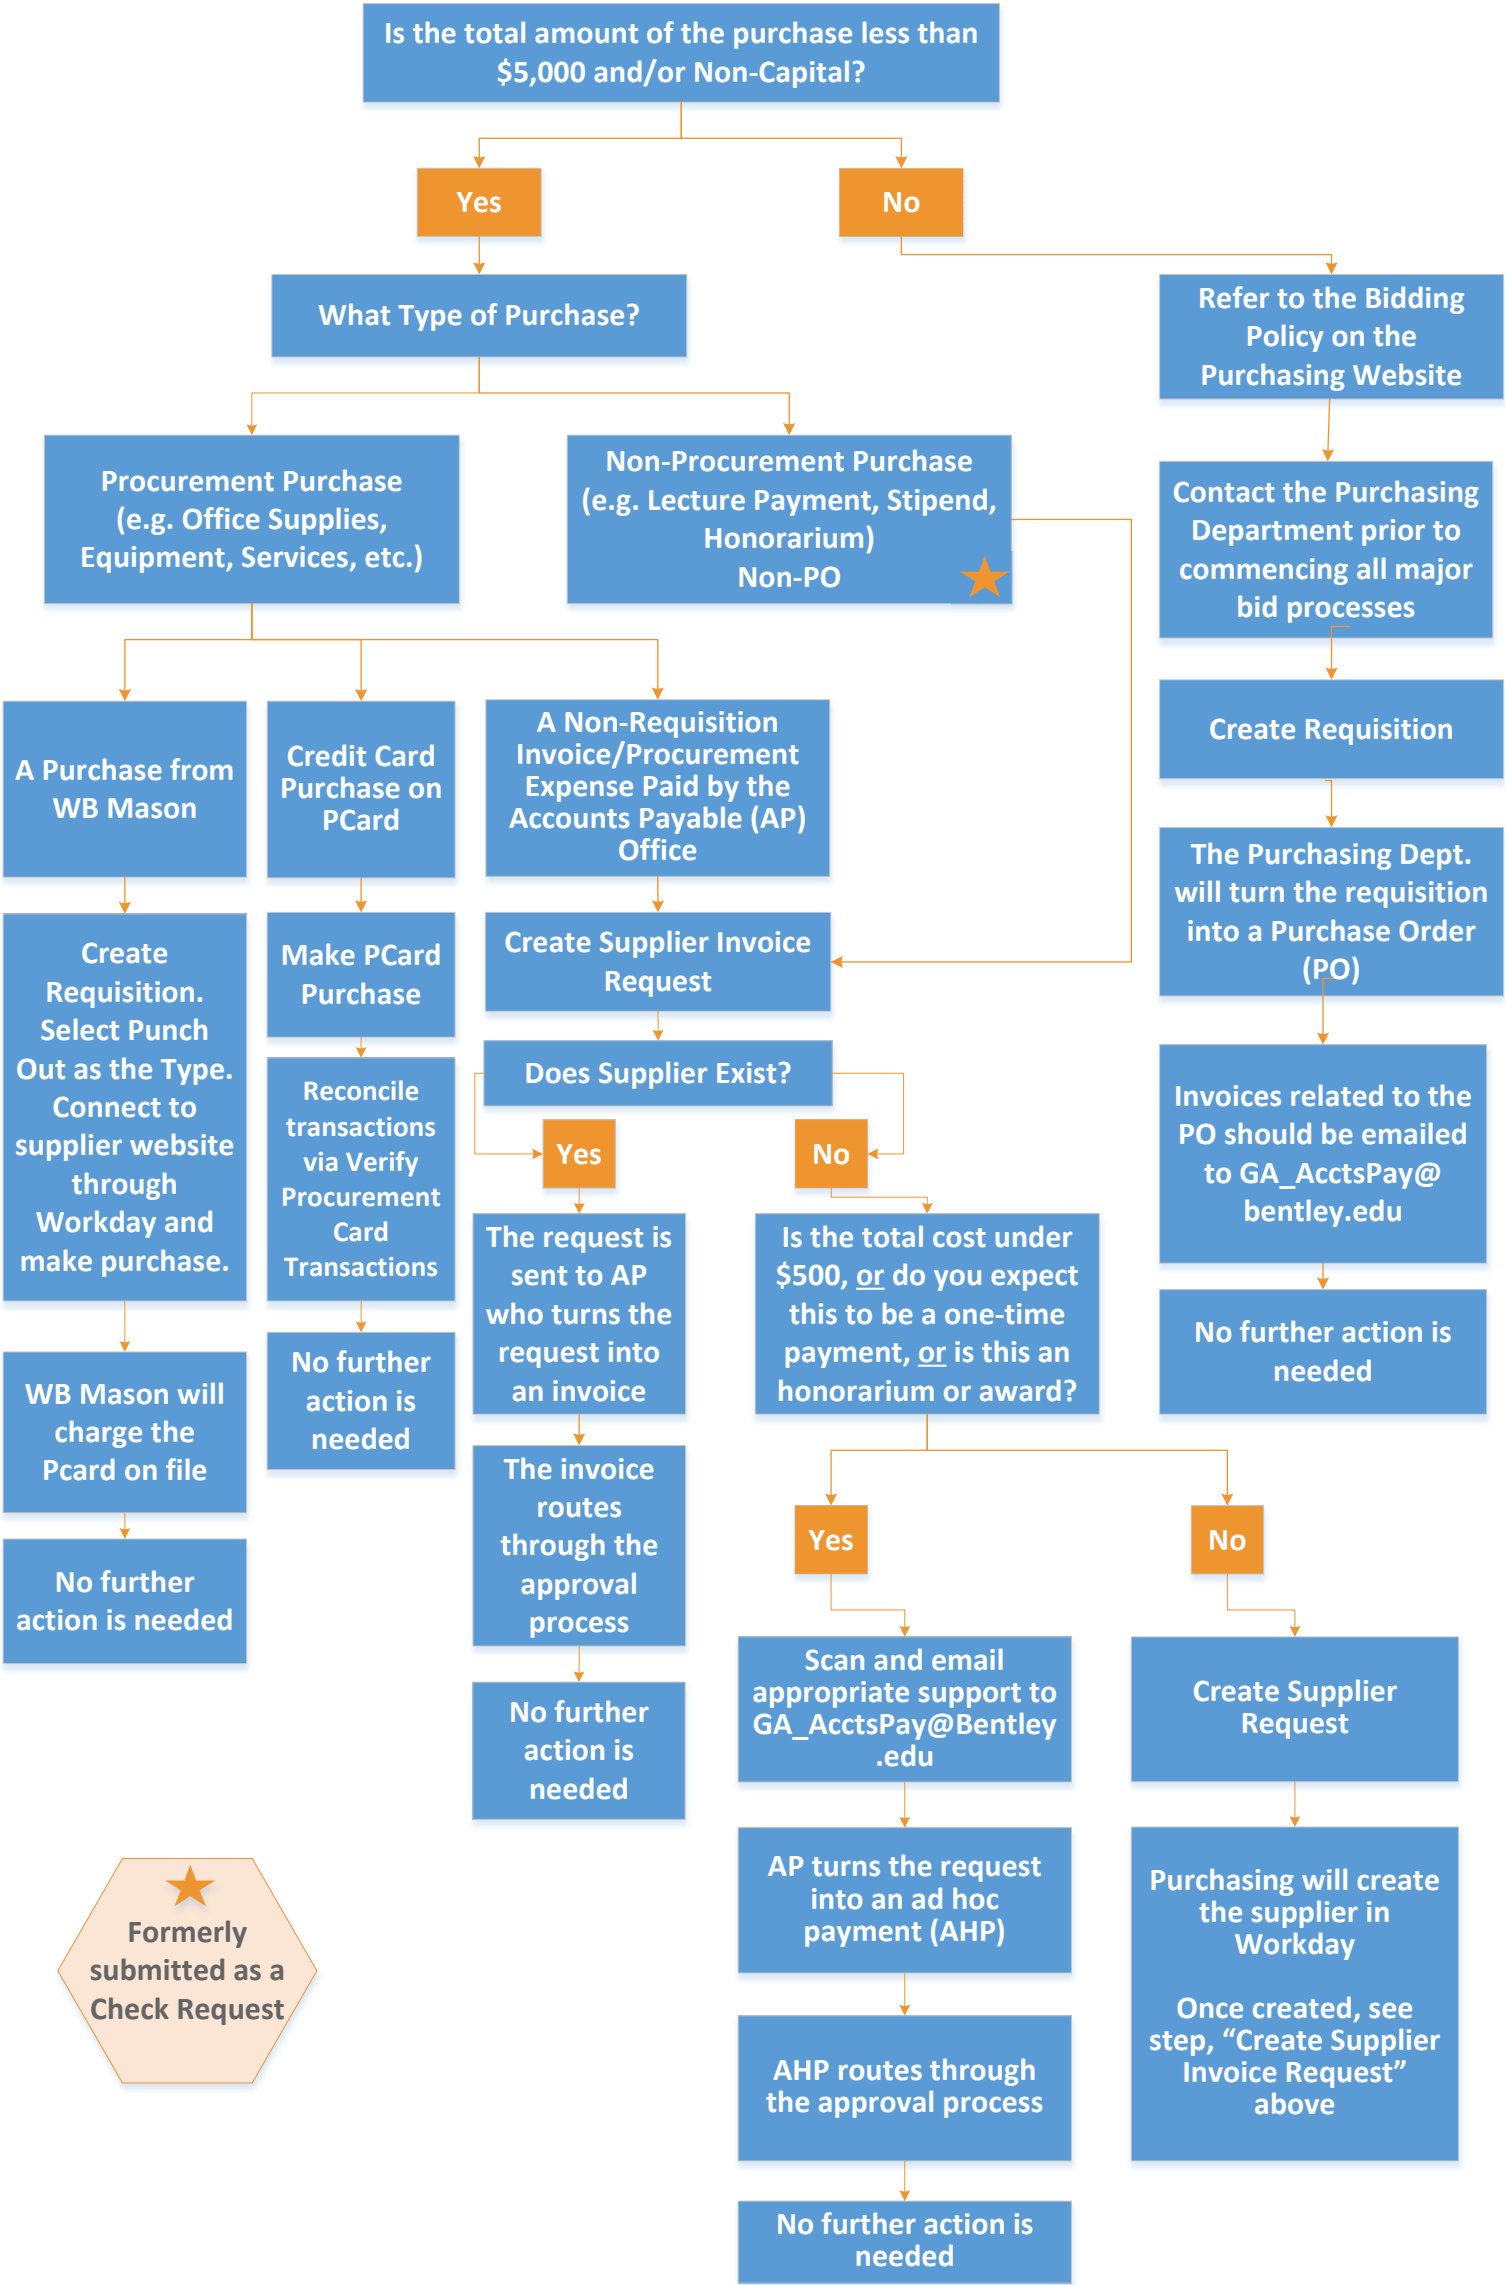 Is the total amount of the purchase less than
$5,000 and/or Non-Capital?
Yes
No
What Type of Purchase?
Refer to the Bidding
Policy on the
Purchasing Website
Procurement Purchase
(e.g. Office Supplies,
Equipment, Services, etc.)
Non-Procurement Purchase
(e.g. Lecture Payment, Stipend,
Honorarium)
Non-PO
Contact the Purchasing
Department prior to
commencing all major
bid processes
A Purchase from
WB Mason
Credit Card
Purchase on
PCard
A Non-Requisition
Invoice/Procurement
Expense Paid by the
Accounts Payable (AP)
Office
Create Requisition
The Purchasing Dept.
will turn the requisition
into a Purchase Order
(PO)
Create
Requisition.
Select Punch
Out as the Type.
Connect to
supplier website
through
Workday and
make purchase.
Make PCard
Purchase
Create Supplier Invoice
Request
Does Supplier Exist?
Reconcile
transactions
via Verify
Procurement
Card
Transactions
Yes
No
Invoices related to the
PO should be emailed
to GA_AcctsPay@
bentley.edu
The request is
sent to AP
who turns the
request into
an invoice
Is the total cost under
$500, or do you expect
this to be a one-time
payment, or is this an
honorarium or award?
No further action is
needed
WB Mason will
charge the
Pcard on file
No further
action is
needed
The invoice
routes
through the
approval
process
Yes
No
No further
action is needed
Scan and email
appropriate support to
GA_AcctsPay@Bentley
.edu
Create Supplier
Request
No further
action is
needed
AP turns the request
into an ad hoc
payment (AHP)
Purchasing will create
the supplier in
Workday
Once created, see
step, “Create Supplier
Invoice Request”
above
Formerly
submitted as a
Check Request
AHP routes through
the approval process
No further action is
needed